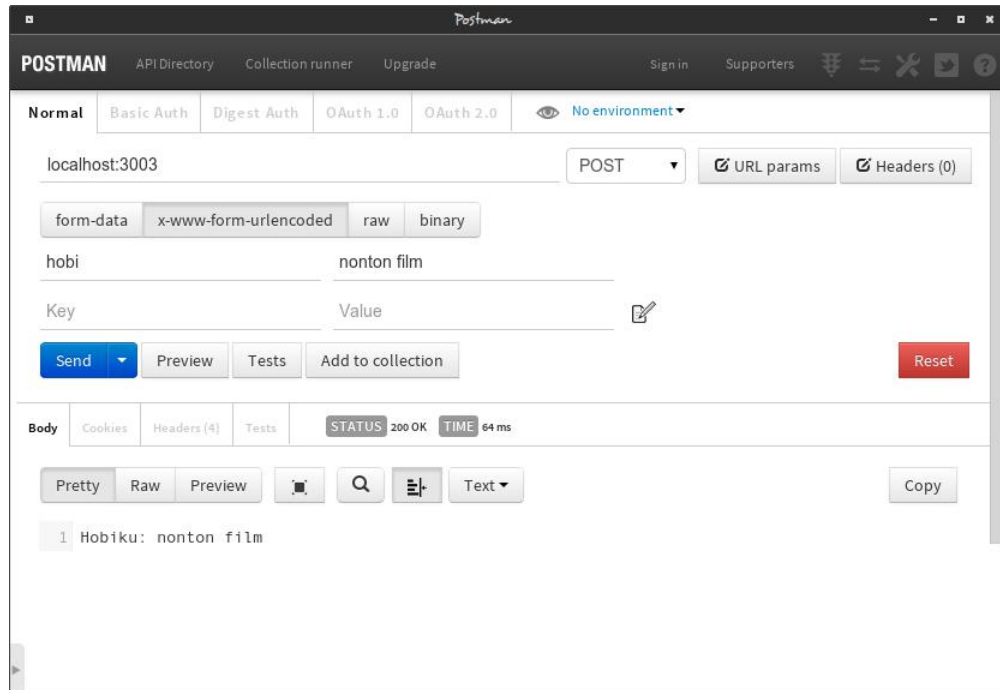 Postman
POSTMAN API Directory Collection runner Upgrade Sign in Supporters
Normal Basic Auth Digest Auth OAuth 1.0 OAuth 2.0 No environment
localhost:3003 POST URL params Headers (0)
form-data x-www-form-urlencoded raw binary
hobi nonton film
Key Value
Send Preview Tests Add to collection Reset
Body Cookies Headers (4) Tests STATUS 200 OK TIME 64 ms
Pretty Raw Preview Text Copy
1 Hobiku: nonton film